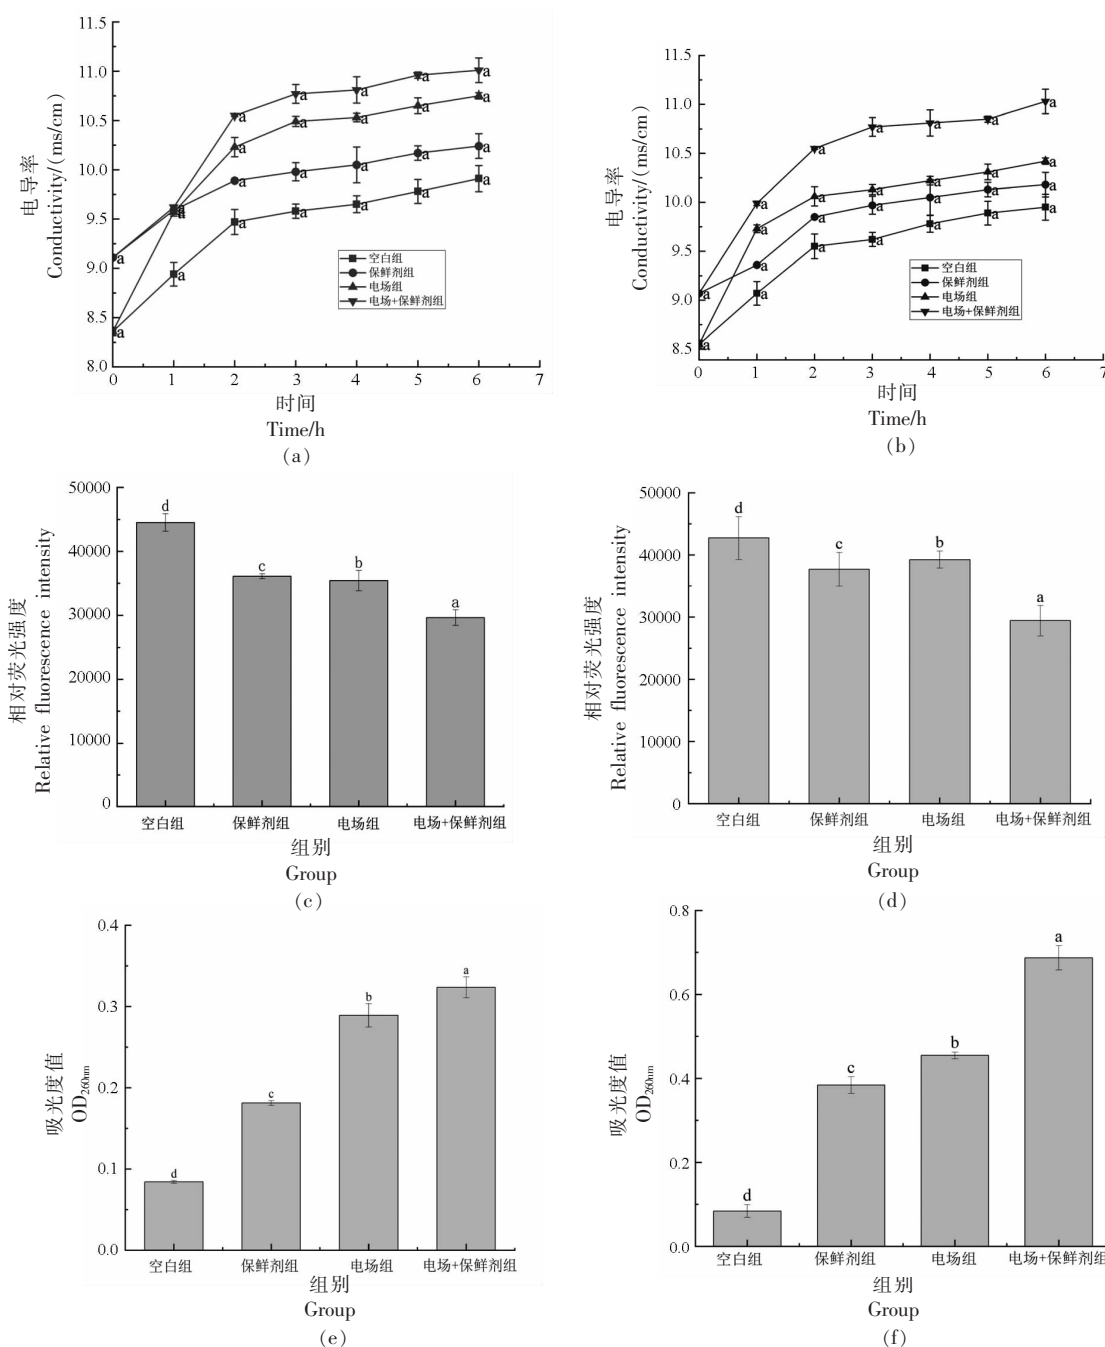 11.5
11.0
10.5
10.0
9.5
9.0
8.5
8.0
电导率
Conductivity/(ms/cm)
a a a a a a a
a a a a a a
a a a a a a a
a a a a a a
空白组
保鲜剂组
电场组
电场+保鲜剂组
0 1 2 3 4 5 6 7
时间
Time/h
(a)
11.5
11.0
10.5
10.0
9.5
9.0
8.5
电导率
Conductivity/(ms/cm)
a a a a a a a
a a a a a a
a a a a a a a
a a a a a a
空白组
保鲜剂组
电场组
电场+保鲜剂组
0 1 2 3 4 5 6 7
时间
Time/h
(b)
50000
40000
30000
20000
10000
0
相对荧光强度
Relative fluorescence intensity
d c b a
空白组 保鲜剂组 电场组 电场+保鲜剂组
组别
Group
(c)
50000
40000
30000
20000
10000
0
相对荧光强度
Relative fluorescence intensity
d c b a
空白组 保鲜剂组 电场组 电场+保鲜剂组
组别
Group
(d)
0.4
0.3
0.2
0.1
0.0
吸光度值
OD260nm
d c b a
空白组 保鲜剂组 电场组 电场+保鲜剂组
组别
Group
(e)
0.8
0.6
0.4
0.2
0.0
吸光度值
OD260nm
d c b a
空白组 保鲜剂组 电场组 电场+保鲜剂组
组别
Group
(f)